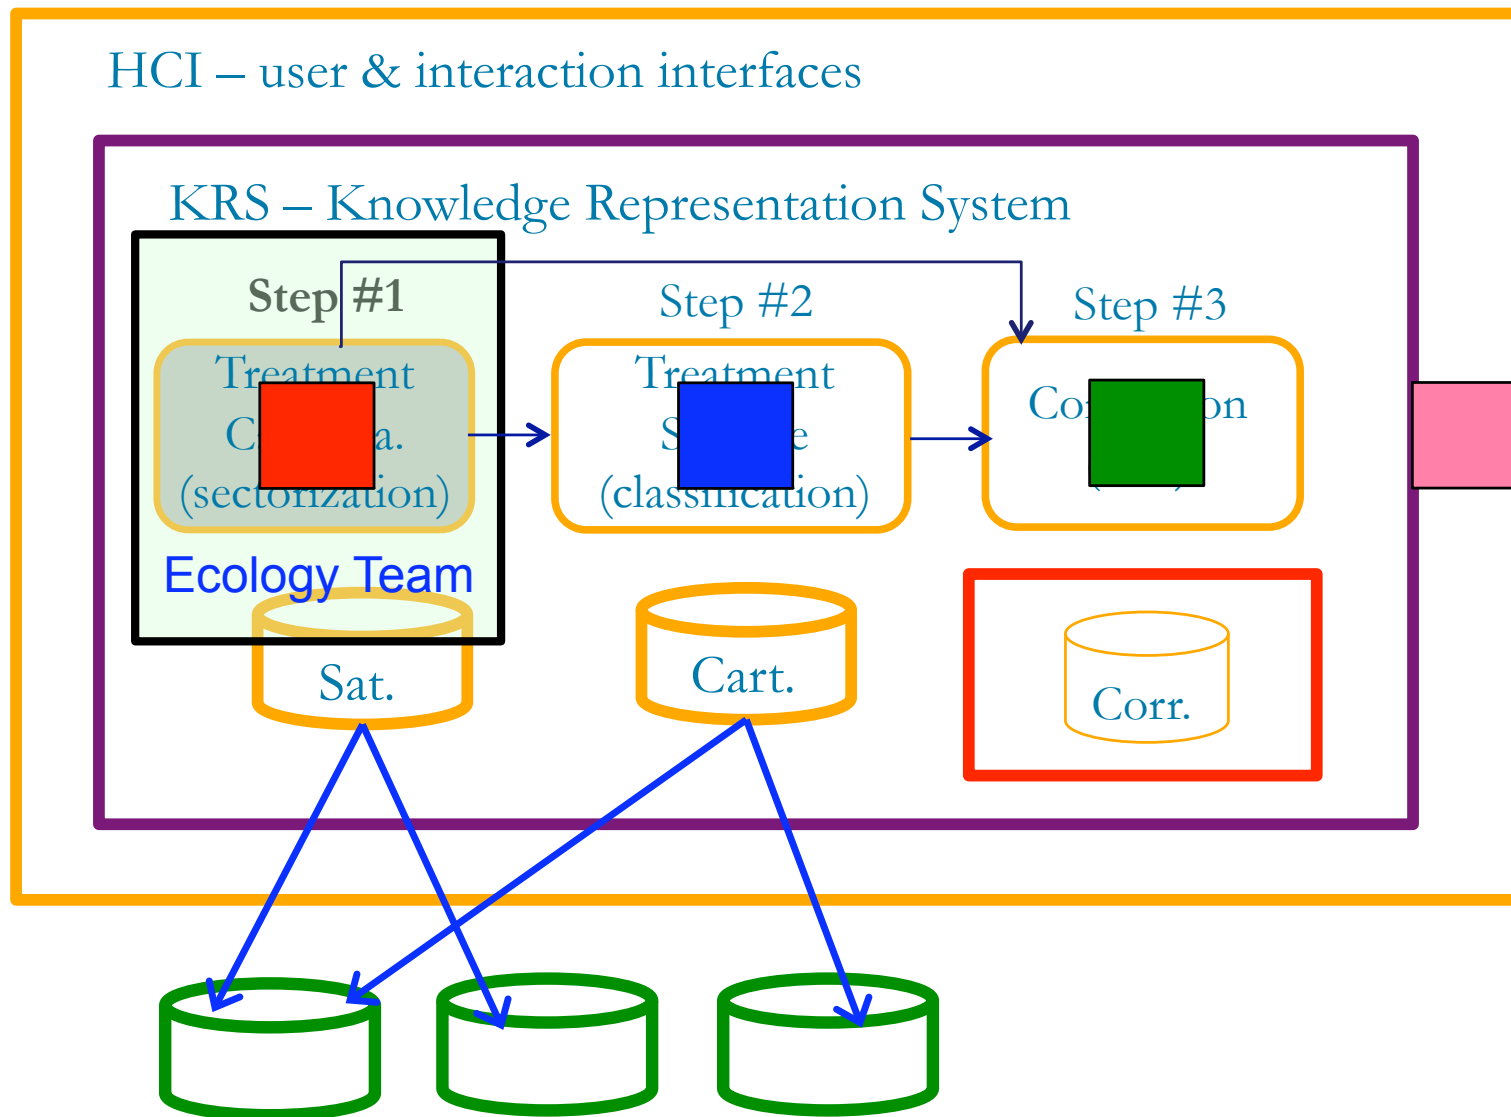 HCI – user & interaction interfaces
KRS – Knowledge Representation System
Step #1
Step #2
Step #3
Treatment
(sectorization)
Treatment
(classification)
Ecology Team
Sat.
Cart.
Corr.